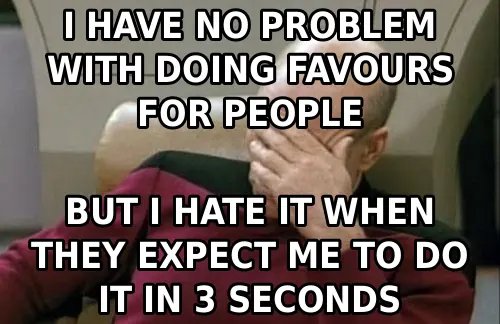 I HAVE NO PROBLEM
WITH DOING FAVOURS
FOR PEOPLE
BUT I HATE IT WHEN
THEY EXPECT ME TO DO
IT IN 3 SECONDS